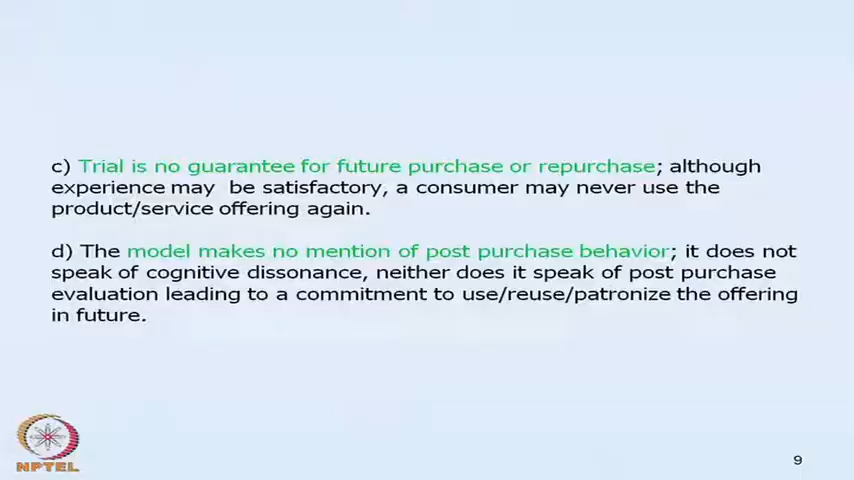 c) Trial is no guarantee for future purchase or repurchase; although
experience may be satisfactory, a consumer may never use the
product/service offering again.
d) The model makes no mention of post purchase behavior; it does not
speak of cognitive dissonance, neither does it speak of post purchase
evaluation leading to a commitment to use/reuse/patronize the offering
in future.
NPTEL
9